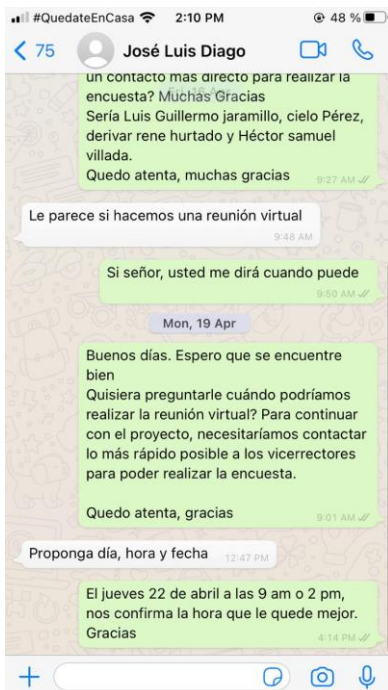 #QuedateEnCasa 2:10 PM 48 %
75 José Luis Diago
un contacto más directo para realizar la
Fri, 16 Apr
encuesta? Muchas Gracias
Sería Luis Guillermo jaramillo, cielo Pérez,
derivar rene hurtado y Héctor samuel
villada.
Quedo atenta, muchas gracias 9:27 AM
Le parece si hacemos una reunión virtual
9:48 AM
Si señor, usted me dirá cuando puede
9:50 AM
Mon, 19 Apr
Buenos días. Espero que se encuentre
bien
Quisiera preguntarle cuándo podríamos
realizar la reunión virtual? Para continuar
con el proyecto, necesitaríamos contactar
lo más rápido posible a los vicerrectores
para poder realizar la encuesta.
Quedo atenta, gracias 9:01 AM
Proponga día, hora y fecha 12:47 PM
El jueves 22 de abril a las 9 am o 2 pm,
nos confirma la hora que le quede mejor.
Gracias 4:14 PM